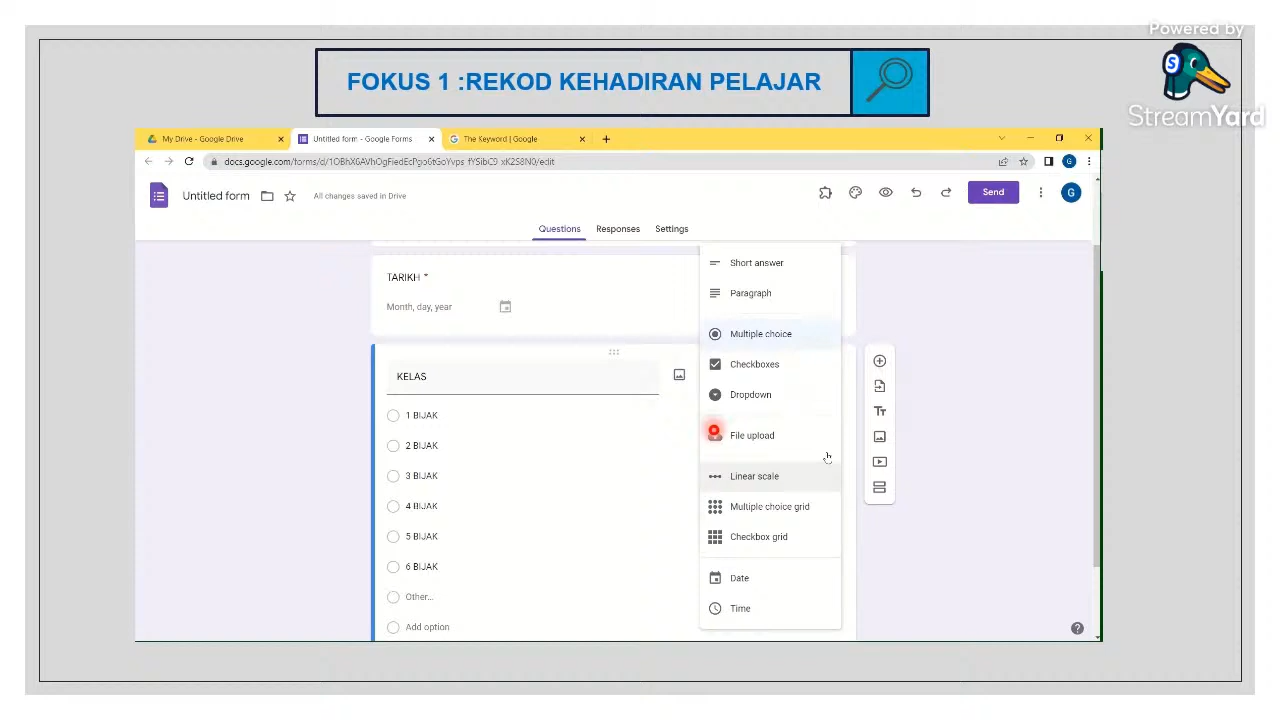 Powered by
StreamYard
FOKUS 1 :REKOD KEHADIRAN PELAJAR
My Drive - Google Drive
Untitled form - Google Forms
The Keyword | Google
Untitled form
All changes saved in Drive
Send
G
Questions
Responses
Settings
TARIKH *
Month, day, year
KELAS
1 BIJAK
2 BIJAK
3 BIJAK
4 BIJAK
5 BIJAK
6 BIJAK
Other...
Add option
Short answer
Paragraph
Multiple choice
Checkboxes
Dropdown
File upload
Linear scale
Multiple choice grid
Checkbox grid
Date
Time